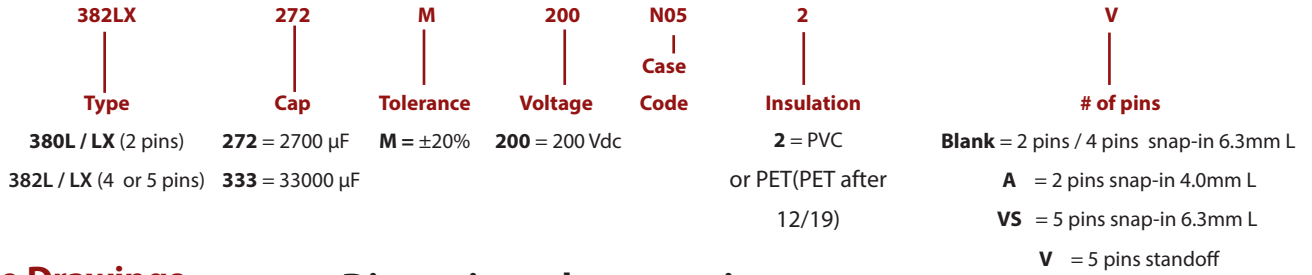 382LX 272 M 200 N05 2 V
Case
Type Cap Tolerance Voltage Code Insulation # of pins
380L / LX (2 pins) 272 = 2700 µF M = ±20% 200 = 200 Vdc 2 = PVC Blank = 2 pins / 4 pins snap-in 6.3mm L
382L / LX (4 or 5 pins) 333 = 33000 µF or PET(PET after A = 2 pins snap-in 4.0mm L
12/19) VS = 5 pins snap-in 6.3mm L
V = 5 pins standoff